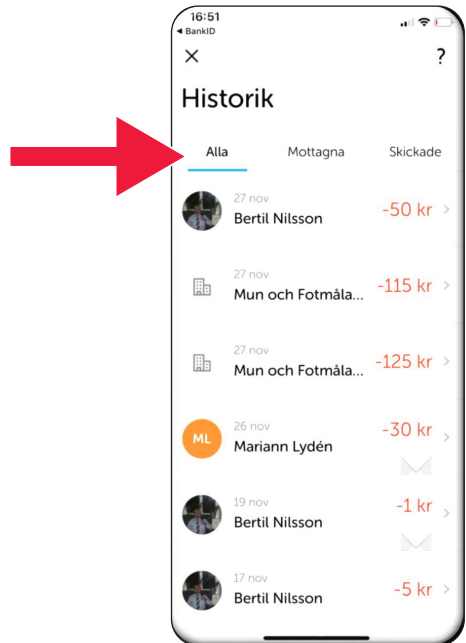 16:51
◀ BankID
?
Historik
Alla Mottagna Skickade
27 nov
Bertil Nilsson -50 kr
27 nov
Mun och Fotmåla... -115 kr
27 nov
Mun och Fotmåla... -125 kr
26 nov
ML Mariann Lydén -30 kr
19 nov
Bertil Nilsson -1 kr
17 nov
Bertil Nilsson -5 kr